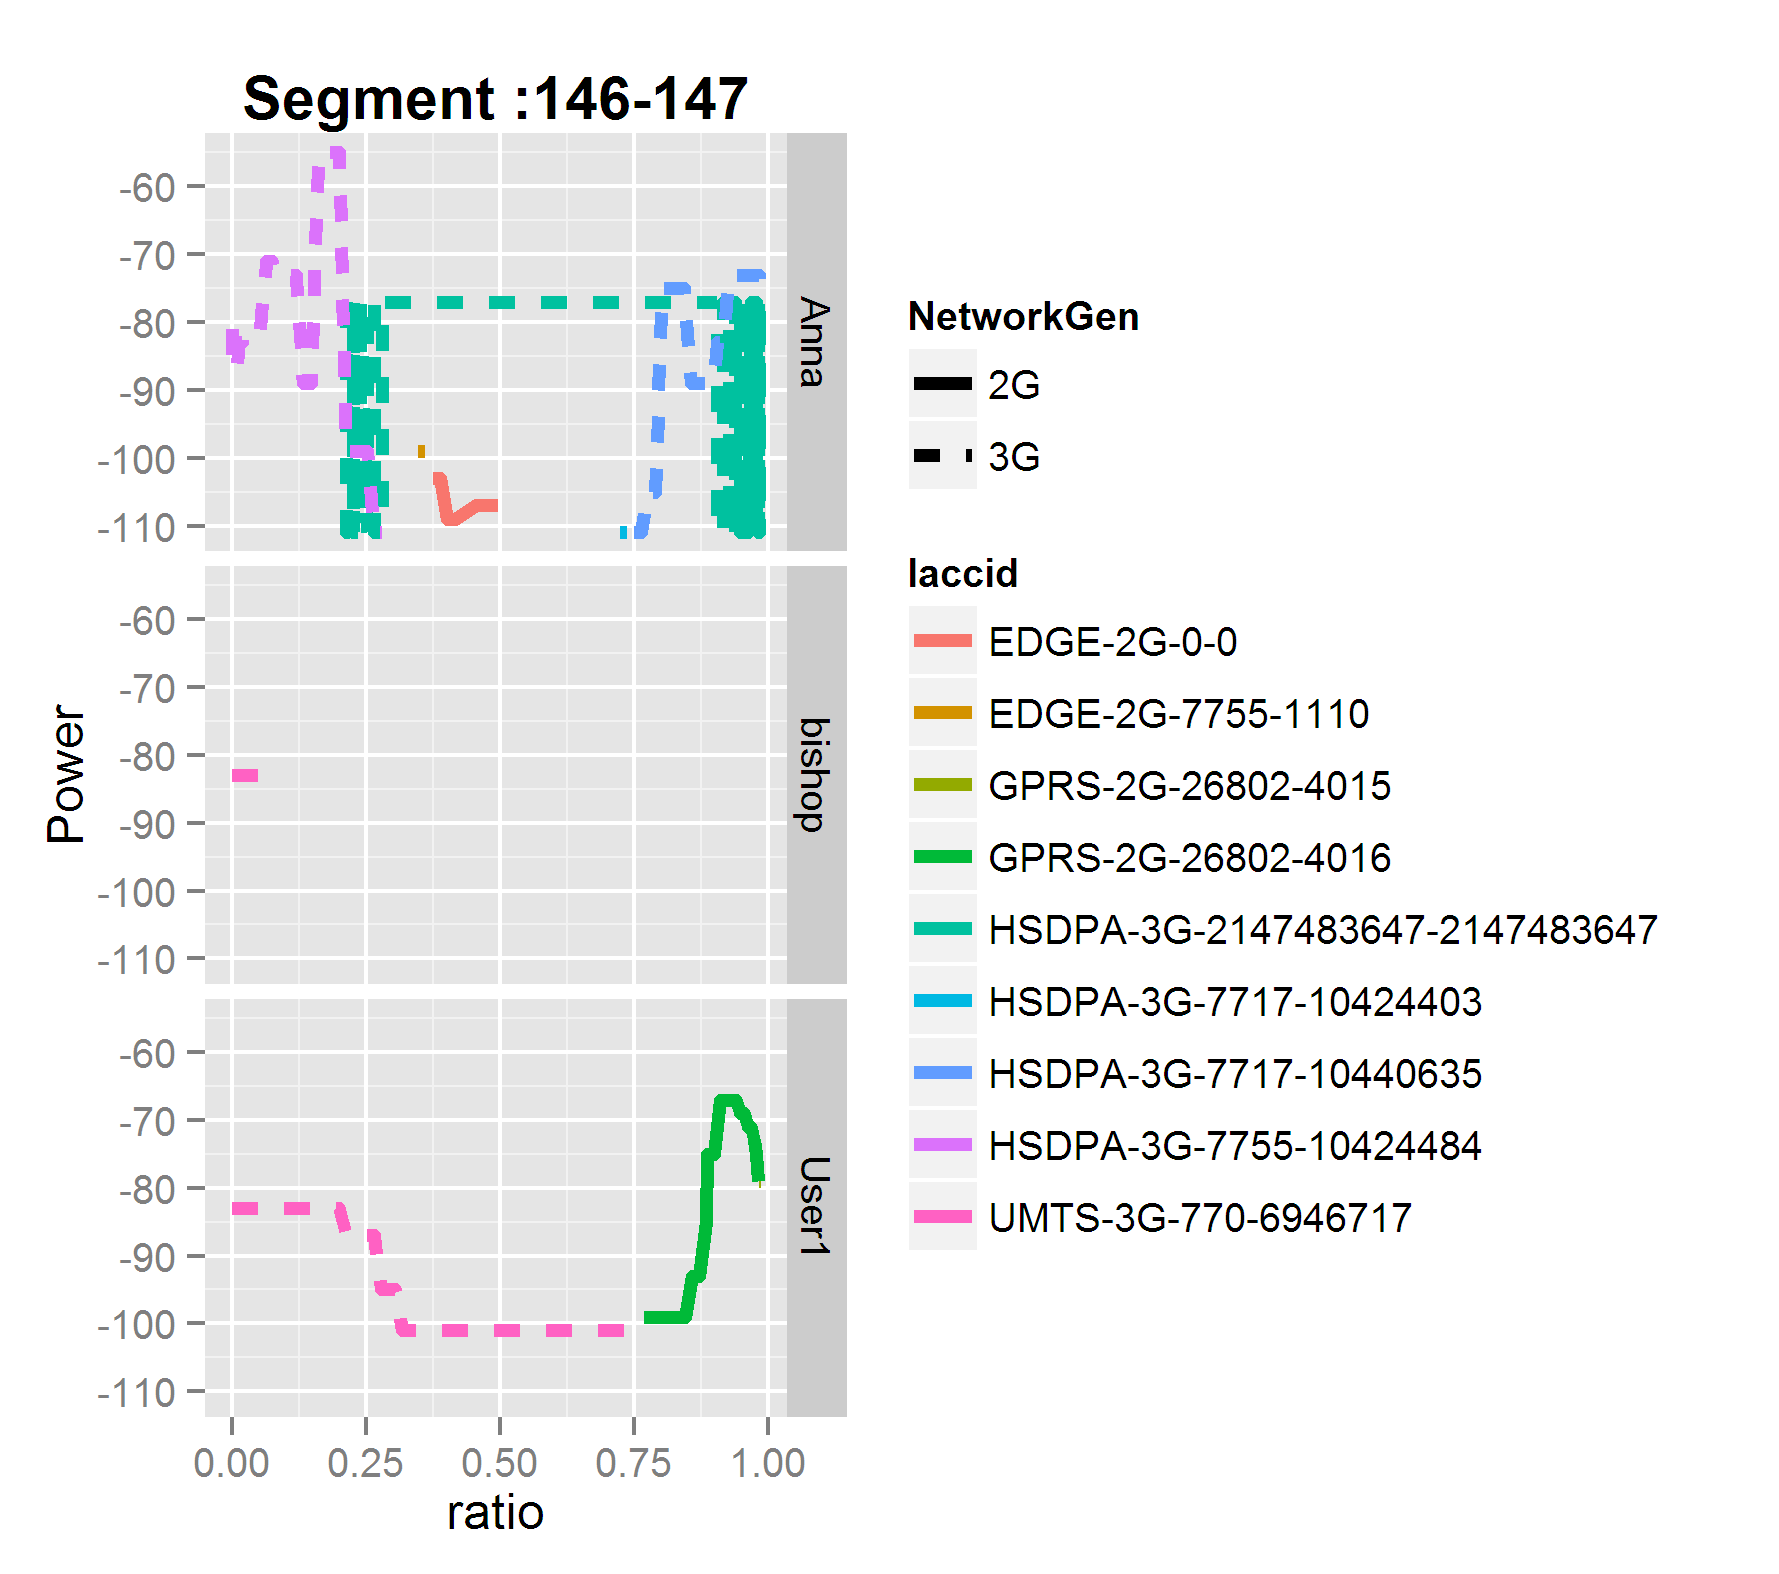 Segment :146-147
-60
-70
-80
-90
-100
-110
Anna
-60
-70
-80
-90
-100
-110
bishop
-60
-70
-80
-90
-100
-110
User1
Power
0.00 0.25 0.50 0.75 1.00
ratio
NetworkGen
2G
3G
laccid
EDGE-2G-0-0
EDGE-2G-7755-1110
GPRS-2G-26802-4015
GPRS-2G-26802-4016
HSDPA-3G-2147483647-2147483647
HSDPA-3G-7717-10424403
HSDPA-3G-7717-10440635
HSDPA-3G-7755-10424484
UMTS-3G-770-6946717